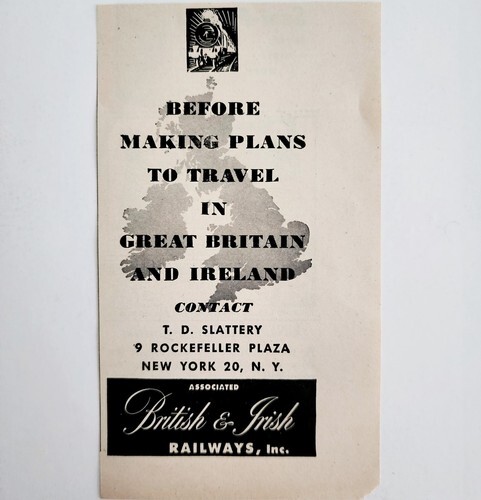 BEFORE
MAKING PLANS
TO TRAVEL
IN
GREAT BRITAIN
AND IRELAND
CONTACT
T. D. SLATTERY
9 ROCKEFELLER PLAZA
NEW YORK 20, N. Y.
ASSOCIATED
British & Irish
RAILWAYS, Inc.